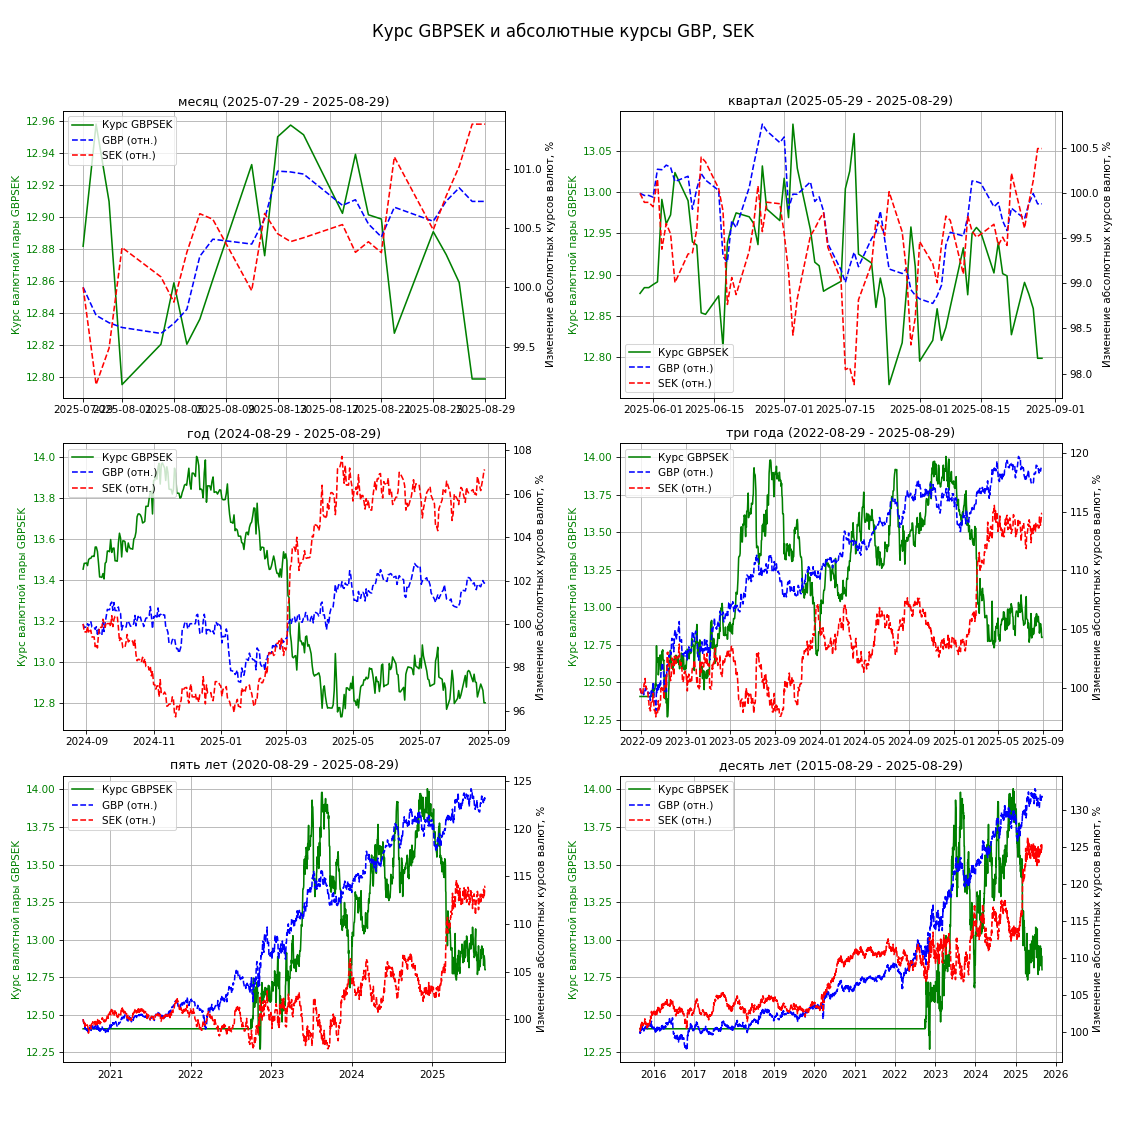 Курс GBPSEK и абсолютные курсы GBP, SEK
месяц (2025-07-29 - 2025-08-29)
Курс валютной пары GBPSEK
12.96
12.94
12.92
12.90
12.88
12.86
12.84
12.82
12.80
Курс GBPSEK
GBP (отн.)
SEK (отн.)
101.0
100.5
100.0
99.5
Изменение абсолютных курсов валют, %
2025-07-29 2025-08-01 2025-08-05 2025-08-09 2025-08-13 2025-08-17 2025-08-21 2025-08-25 2025-08-29
квартал (2025-05-29 - 2025-08-29)
Курс валютной пары GBPSEK
13.05
13.00
12.95
12.90
12.85
12.80
Курс GBPSEK
GBP (отн.)
SEK (отн.)
100.5
100.0
99.5
99.0
98.5
98.0
Изменение абсолютных курсов валют, %
2025-06-01 2025-06-15 2025-07-01 2025-07-15 2025-08-01 2025-08-15 2025-09-01
год (2024-08-29 - 2025-08-29)
Курс валютной пары GBPSEK
14.0
13.8
13.6
13.4
13.2
13.0
12.8
Курс GBPSEK
GBP (отн.)
SEK (отн.)
108
106
104
102
100
98
96
Изменение абсолютных курсов валют, %
2024-09 2024-11 2025-01 2025-03 2025-05 2025-07 2025-09
три года (2022-08-29 - 2025-08-29)
Курс валютной пары GBPSEK
14.00
13.75
13.50
13.25
13.00
12.75
12.50
12.25
Курс GBPSEK
GBP (отн.)
SEK (отн.)
120
115
110
105
100
Изменение абсолютных курсов валют, %
2022-09 2023-01 2023-05 2023-09 2024-01 2024-05 2024-09 2025-01 2025-05 2025-09
пять лет (2020-08-29 - 2025-08-29)
Курс валютной пары GBPSEK
14.00
13.75
13.50
13.25
13.00
12.75
12.50
12.25
Курс GBPSEK
GBP (отн.)
SEK (отн.)
125
120
115
110
105
100
Изменение абсолютных курсов валют, %
2021 2022 2023 2024 2025
десять лет (2015-08-29 - 2025-08-29)
Курс валютной пары GBPSEK
14.00
13.75
13.50
13.25
13.00
12.75
12.50
12.25
Курс GBPSEK
GBP (отн.)
SEK (отн.)
130
125
120
115
110
105
100
Изменение абсолютных курсов валют, %
2016 2017 2018 2019 2020 2021 2022 2023 2024 2025 2026